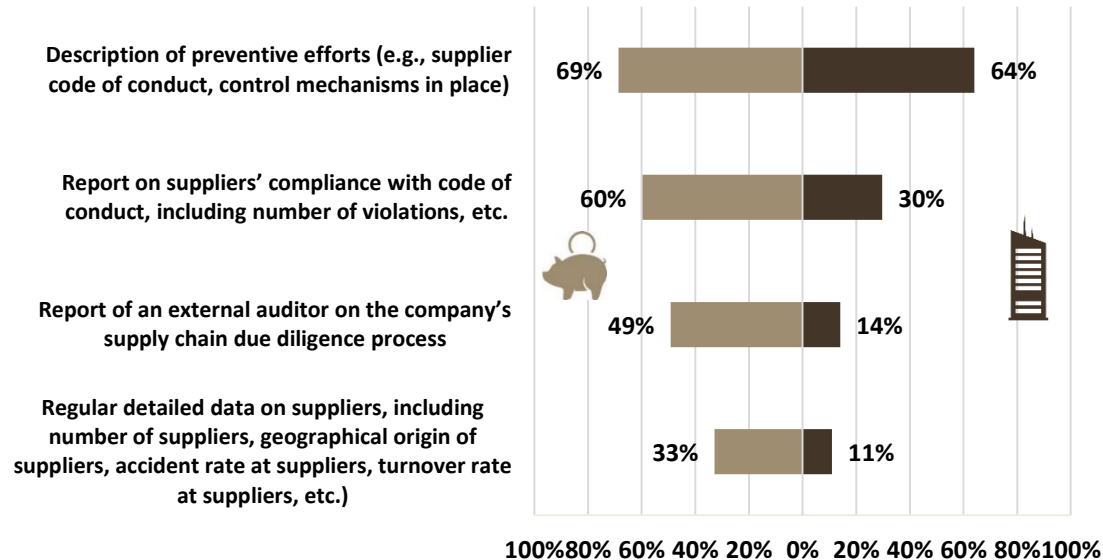 Description of preventive efforts (e.g., supplier
code of conduct, control mechanisms in place)
69%
64%
Report on suppliers’ compliance with code of
conduct, including number of violations, etc.
60%
30%
Report of an external auditor on the company’s
supply chain due diligence process
49%
14%
Regular detailed data on suppliers, including
number of suppliers, geographical origin of
suppliers, accident rate at suppliers, turnover rate
at suppliers, etc.)
33%
11%
100%80% 60% 40% 20% 0% 20% 40% 60% 80%100%